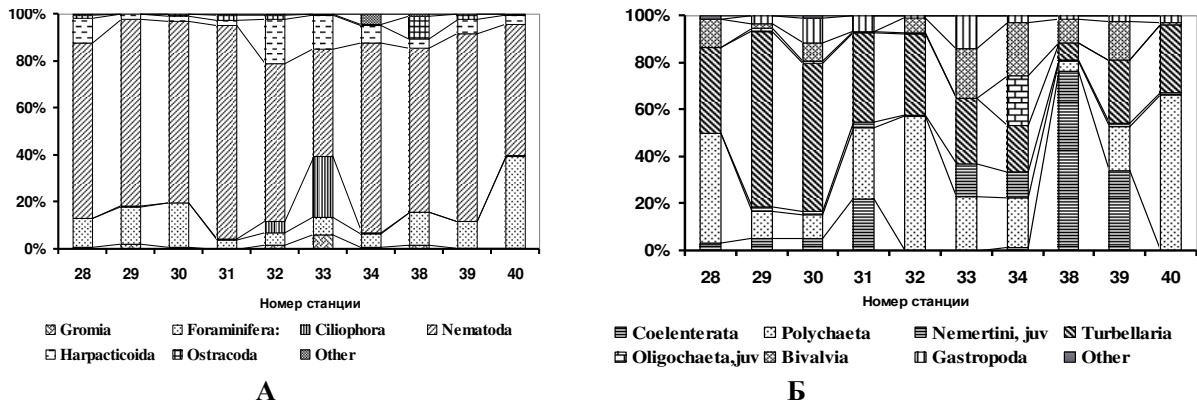 100%
80%
60%
40%
20%
0%
28 29 30 31 32 33 34 38 39 40
Номер станции
Gromia Foraminifera: Ciliophora Nematoda
Harpacticoida Ostracoda Other
А
100%
80%
60%
40%
20%
0%
28 29 30 31 32 33 34 38 39 40
Номер станции
Coelenterata Polychaeta Nemertini, juv Turbellaria
Oligochaeta,juv Bivalvia Gastropoda Other
Б